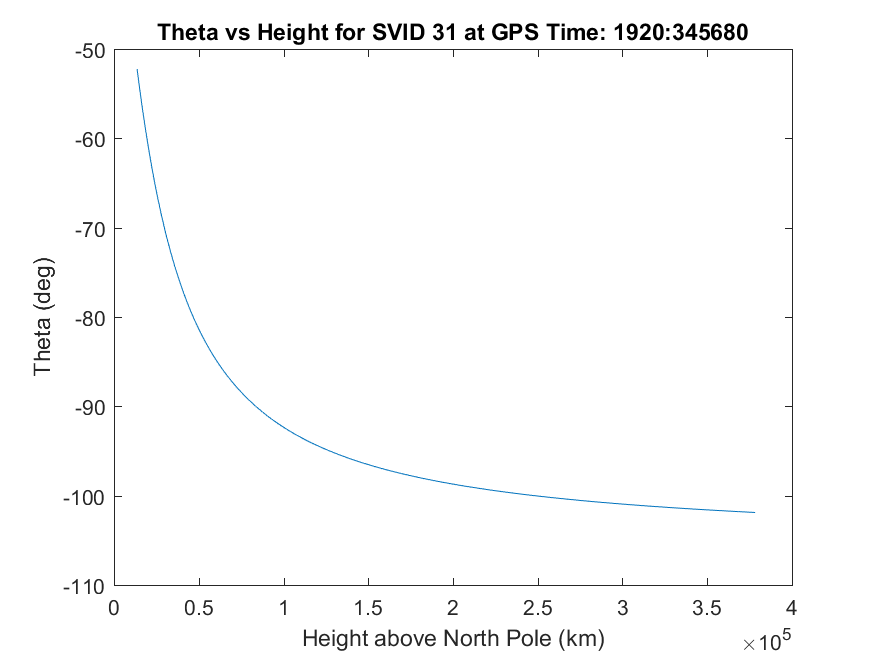 Theta vs Height for SVID 31 at GPS Time: 1920:345680
-50
-60
-70
-80
-90
-100
-110
Theta (deg)
0 0.5 1 1.5 2 2.5 3 3.5 4
Height above North Pole (km)
×10^5